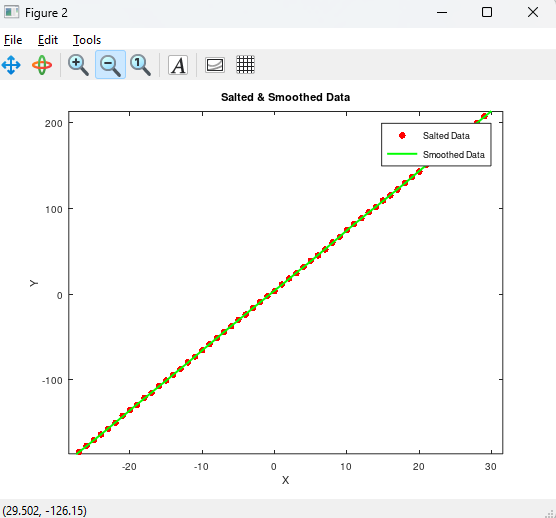 Figure 2
File Edit Tools
A
Salted & Smoothed Data
Salted Data
Smoothed Data
200
100
0
-100
Y
-20 -10 0 10 20 30
X
(29.502, -126.15)